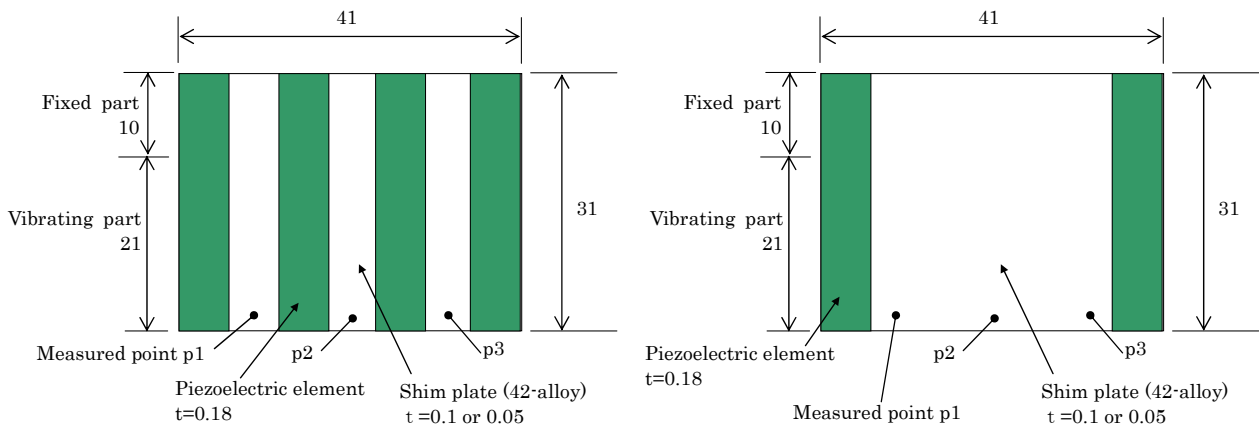 41
Fixed part
10
Vibrating part
21
31
Measured point p1
p2
p3
Piezoelectric element
t=0.18
Shim plate (42-alloy)
t =0.1 or 0.05
41
Fixed part
10
Vibrating part
21
31
Piezoelectric element
t=0.18
p2
p3
Measured point p1
Shim plate (42-alloy)
t =0.1 or 0.05